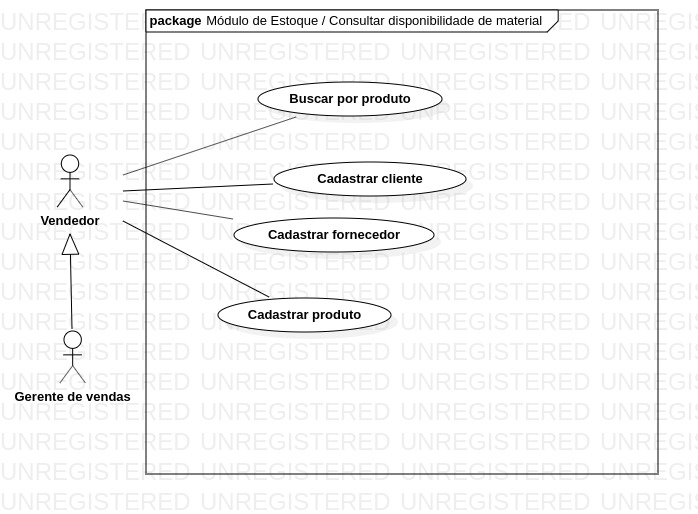 package Módulo de Estoque / Consultar disponibilidade de material
Buscar por produto
Cadastrar cliente
Vendedor
Cadastrar fornecedor
Cadastrar produto
Gerente de vendas
UNREGISTERED UNREGISTERED UNREGISTERED UNREGISTERED